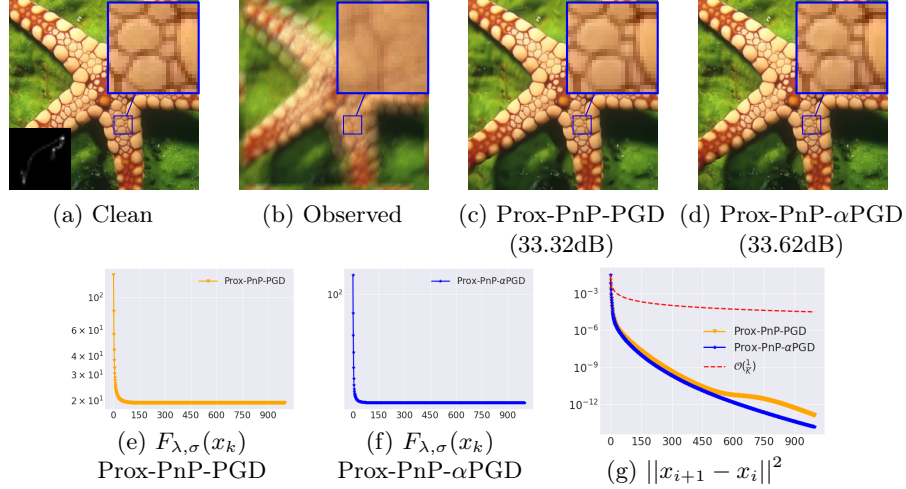 (a) Clean
(b) Observed
(c) Prox-PnP-PGD
(33.32dB)
(d) Prox-PnP-αPGD
(33.62dB)
Prox-PnP-PGD
10²
6 × 10¹
4 × 10¹
3 × 10¹
2 × 10¹
0 150 300 450 600 750 900
(e) F_{λ,σ}(x_k)
Prox-PnP-PGD
Prox-PnP-αPGD
10²
0 150 300 450 600 750 900
(f) F_{λ,σ}(x_k)
Prox-PnP-αPGD
10⁻³
10⁻⁶
10⁻⁹
10⁻¹²
Prox-PnP-PGD
Prox-PnP-αPGD
𝒪(1/K)
0 150 300 450 600 750 900
(g) ||x_{i+1} − x_i||²